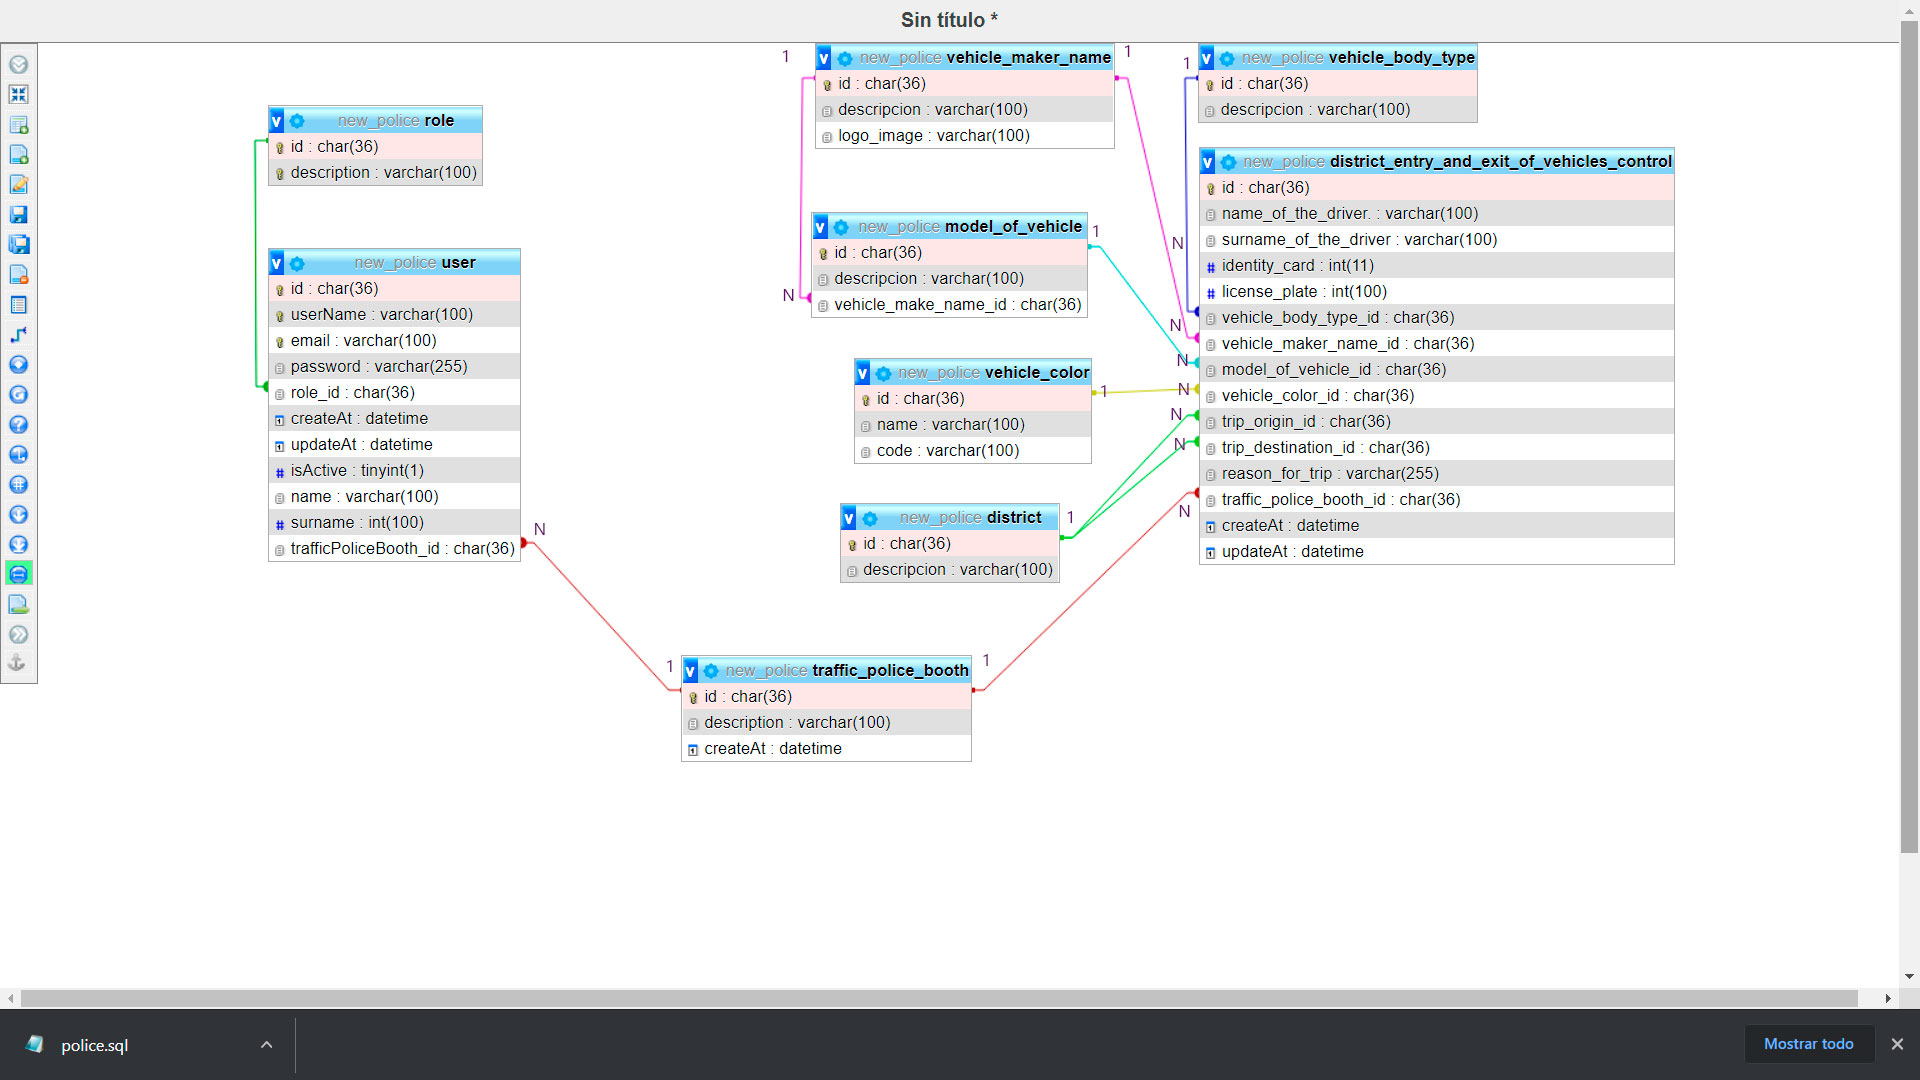 Sin título *
new_police role
id : char(36)
description : varchar(100)
new_police user
id : char(36)
userName : varchar(100)
email : varchar(100)
password : varchar(255)
role_id : char(36)
createAt : datetime
updateAt : datetime
isActive : tinyint(1)
name : varchar(100)
surname : int(100)
trafficPoliceBooth_id : char(36)
N
1
1
new_police vehicle_maker_name
id : char(36)
descripcion : varchar(100)
logo_image : varchar(100)
1
new_police model_of_vehicle
id : char(36)
descripcion : varchar(100)
vehicle_make_name_id : char(36)
N
1
new_police vehicle_color
id : char(36)
name : varchar(100)
code : varchar(100)
1
new_police district
id : char(36)
descripcion : varchar(100)
1
new_police traffic_police_booth
id : char(36)
description : varchar(100)
createAt : datetime
1
1
new_police vehicle_body_type
id : char(36)
descripcion : varchar(100)
new_police district_entry_and_exit_of_vehicles_control
id : char(36)
name_of_the_driver. : varchar(100)
surname_of_the_driver : varchar(100)
identity_card : int(11)
license_plate : int(100)
vehicle_body_type_id : char(36)
vehicle_maker_name_id : char(36)
model_of_vehicle_id : char(36)
vehicle_color_id : char(36)
trip_origin_id : char(36)
trip_destination_id : char(36)
reason_for_trip : varchar(255)
traffic_police_booth_id : char(36)
createAt : datetime
updateAt : datetime
N
N
N
N
N
N
N
police.sql
Mostrar todo